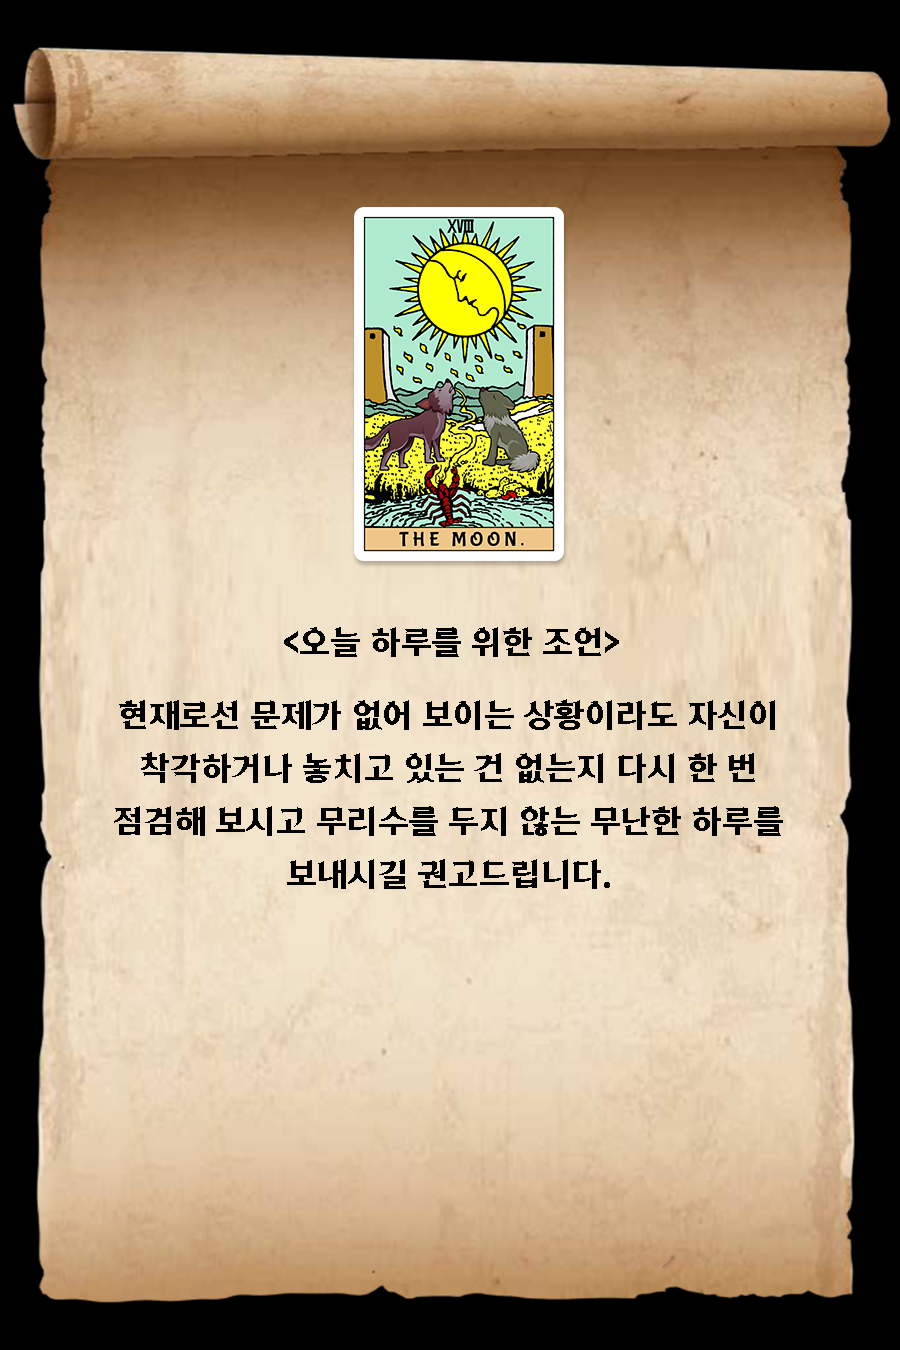 XVIII
THE MOON.
<오늘 하루를 위한 조언>
현재로선 문제가 없어 보이는 상황이라도 자신이
착각하거나 놓치고 있는 건 없는지 다시 한 번
점검해 보시고 무리수를 두지 않는 무난한 하루를
보내시길 권고드립니다.